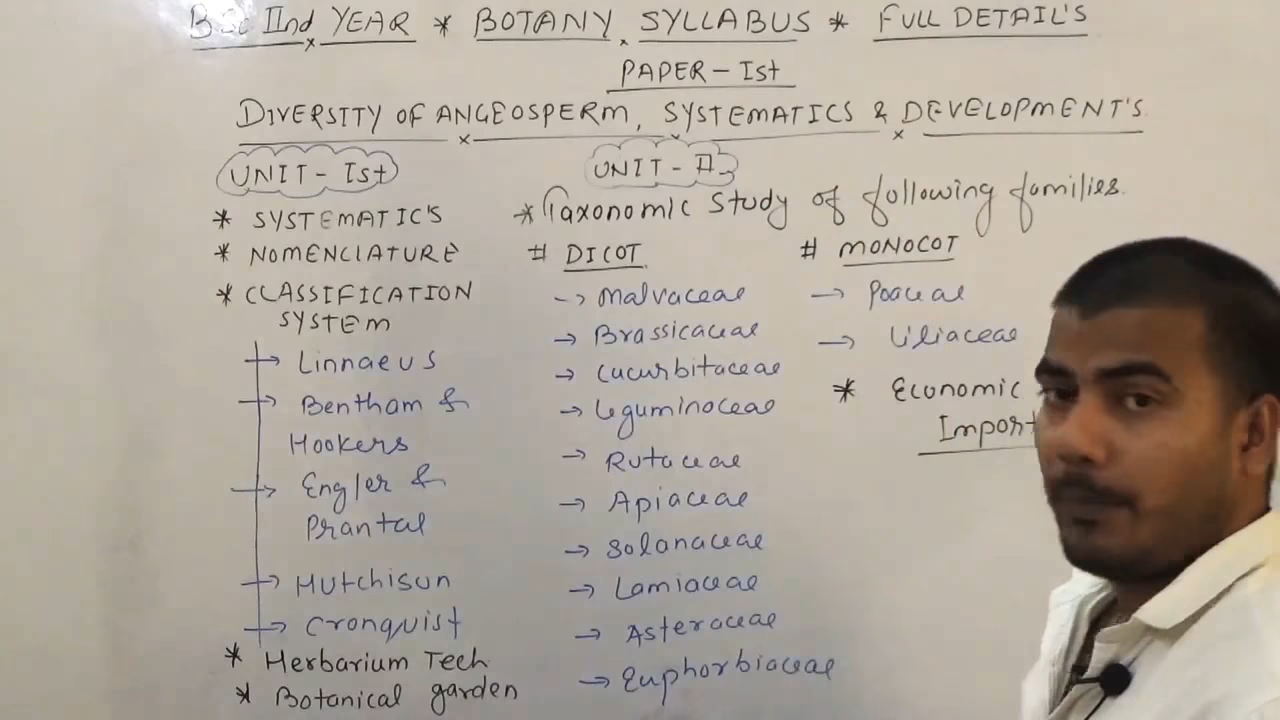 BSc IInd YEAR * BOTANY SYLLABUS * FULL DETAIL'S
PAPER - Ist
DIVERSITY OF ANGEOSPERM, SYSTEMATICS & DEVELOPMENT'S
UNIT - Ist
* SYSTEMATIC'S
* NOMENCLATURE
* CLASSIFICATION
SYSTEM
→ Linnaeus
→ Bentham &
Hookers
→ Engler &
Prantal
→ Hutchison
→ Cronquist
* Herbarium Tech
* Botanical garden
UNIT - II
* Taxonomic Study of following families.
# DICOT
→ Malvaceae
→ Brassicaceae
→ Cucurbitaceae
→ Leguminoceae
→ Rutaceae
→ Apiaceae
→ Solanaceae
→ Lamiaceae
→ Asteraceae
→ Euphorbiaceae
# MONOCOT
→ Poaceae
→ Liliaceae
* Economic
Import